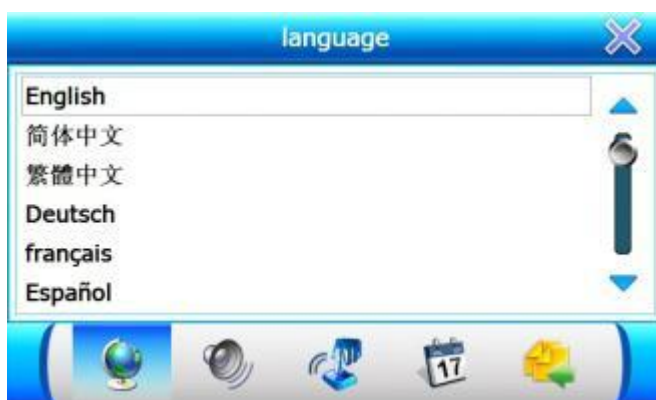 language
English
简体中文
繁體中文
Deutsch
français
Español
17